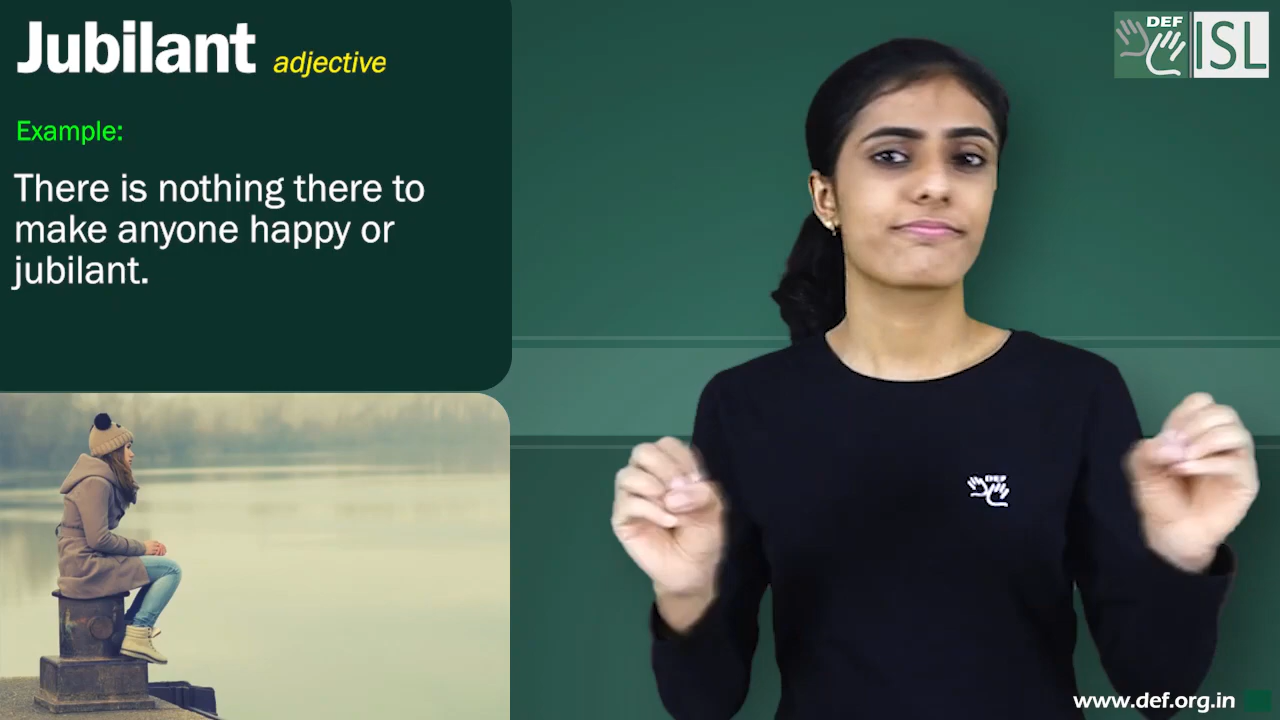 Jubilant adjective
Example:
There is nothing there to
make anyone happy or
jubilant.
DEF
ISL
DEF
www.def.org.in